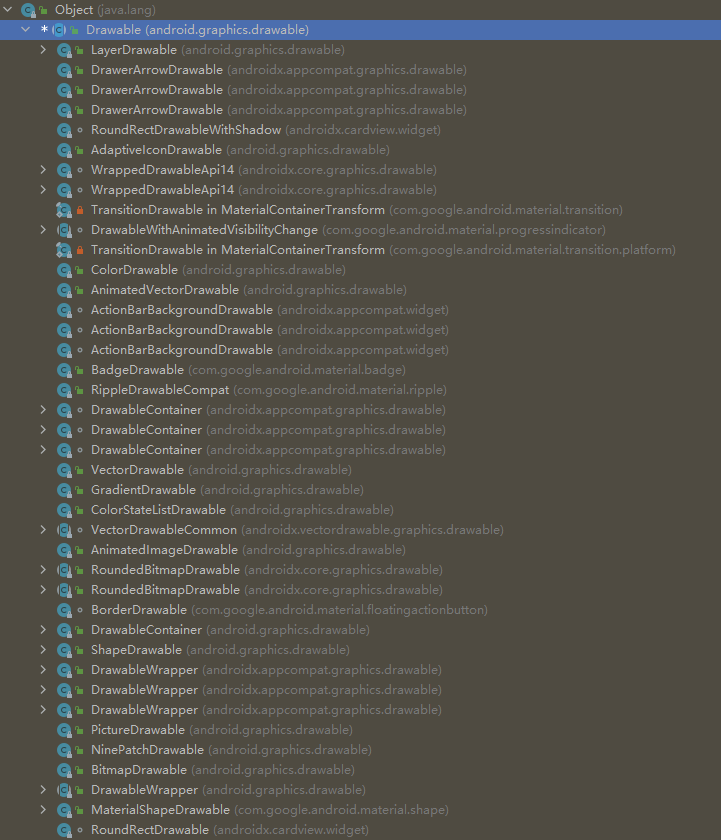 Object (java.lang)
* Drawable (android.graphics.drawable)
LayerDrawable (android.graphics.drawable)
DrawerArrowDrawable (androidx.appcompat.graphics.drawable)
DrawerArrowDrawable (androidx.appcompat.graphics.drawable)
DrawerArrowDrawable (androidx.appcompat.graphics.drawable)
RoundRectDrawableWithShadow (androidx.cardview.widget)
AdaptiveIconDrawable (android.graphics.drawable)
WrappedDrawableApi14 (androidx.core.graphics.drawable)
WrappedDrawableApi14 (androidx.core.graphics.drawable)
TransitionDrawable in MaterialContainerTransform (com.google.android.material.transition)
DrawableWithAnimatedVisibilityChange (com.google.android.material.progressindicator)
TransitionDrawable in MaterialContainerTransform (com.google.android.material.transition.platform)
ColorDrawable (android.graphics.drawable)
AnimatedVectorDrawable (android.graphics.drawable)
ActionBarBackgroundDrawable (androidx.appcompat.widget)
ActionBarBackgroundDrawable (androidx.appcompat.widget)
ActionBarBackgroundDrawable (androidx.appcompat.widget)
BadgeDrawable (com.google.android.material.badge)
RippleDrawableCompat (com.google.android.material.ripple)
DrawableContainer (androidx.appcompat.graphics.drawable)
DrawableContainer (androidx.appcompat.graphics.drawable)
DrawableContainer (androidx.appcompat.graphics.drawable)
VectorDrawable (android.graphics.drawable)
GradientDrawable (android.graphics.drawable)
ColorStateListDrawable (android.graphics.drawable)
VectorDrawableCommon (androidx.vectordrawable.graphics.drawable)
AnimatedImageDrawable (android.graphics.drawable)
RoundedBitmapDrawable (androidx.core.graphics.drawable)
RoundedBitmapDrawable (androidx.core.graphics.drawable)
BorderDrawable (com.google.android.material.floatingactionbutton)
DrawableContainer (android.graphics.drawable)
ShapeDrawable (android.graphics.drawable)
DrawableWrapper (androidx.appcompat.graphics.drawable)
DrawableWrapper (androidx.appcompat.graphics.drawable)
DrawableWrapper (androidx.appcompat.graphics.drawable)
PictureDrawable (android.graphics.drawable)
NinePatchDrawable (android.graphics.drawable)
BitmapDrawable (android.graphics.drawable)
DrawableWrapper (android.graphics.drawable)
MaterialShapeDrawable (com.google.android.material.shape)
RoundRectDrawable (androidx.cardview.widget)